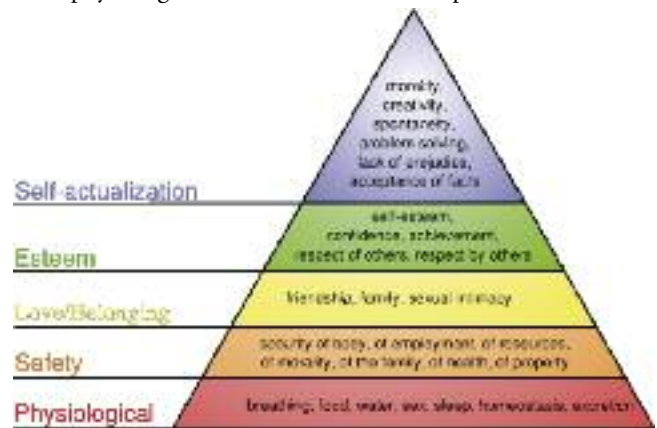 morality,
creativity,
spontaneity,
problem solving,
lack of prejudice,
acceptance of facts
Self-actualization
self-esteem,
confidence, achievement,
respect of others, respect by others
Esteem
friendship, family, sexual intimacy
Love/Belonging
security of body, of employment, of resources,
of morality, of the family, of health, of property
Safety
breathing, food, water, sex, sleep, homeostasis, excretion
Physiological